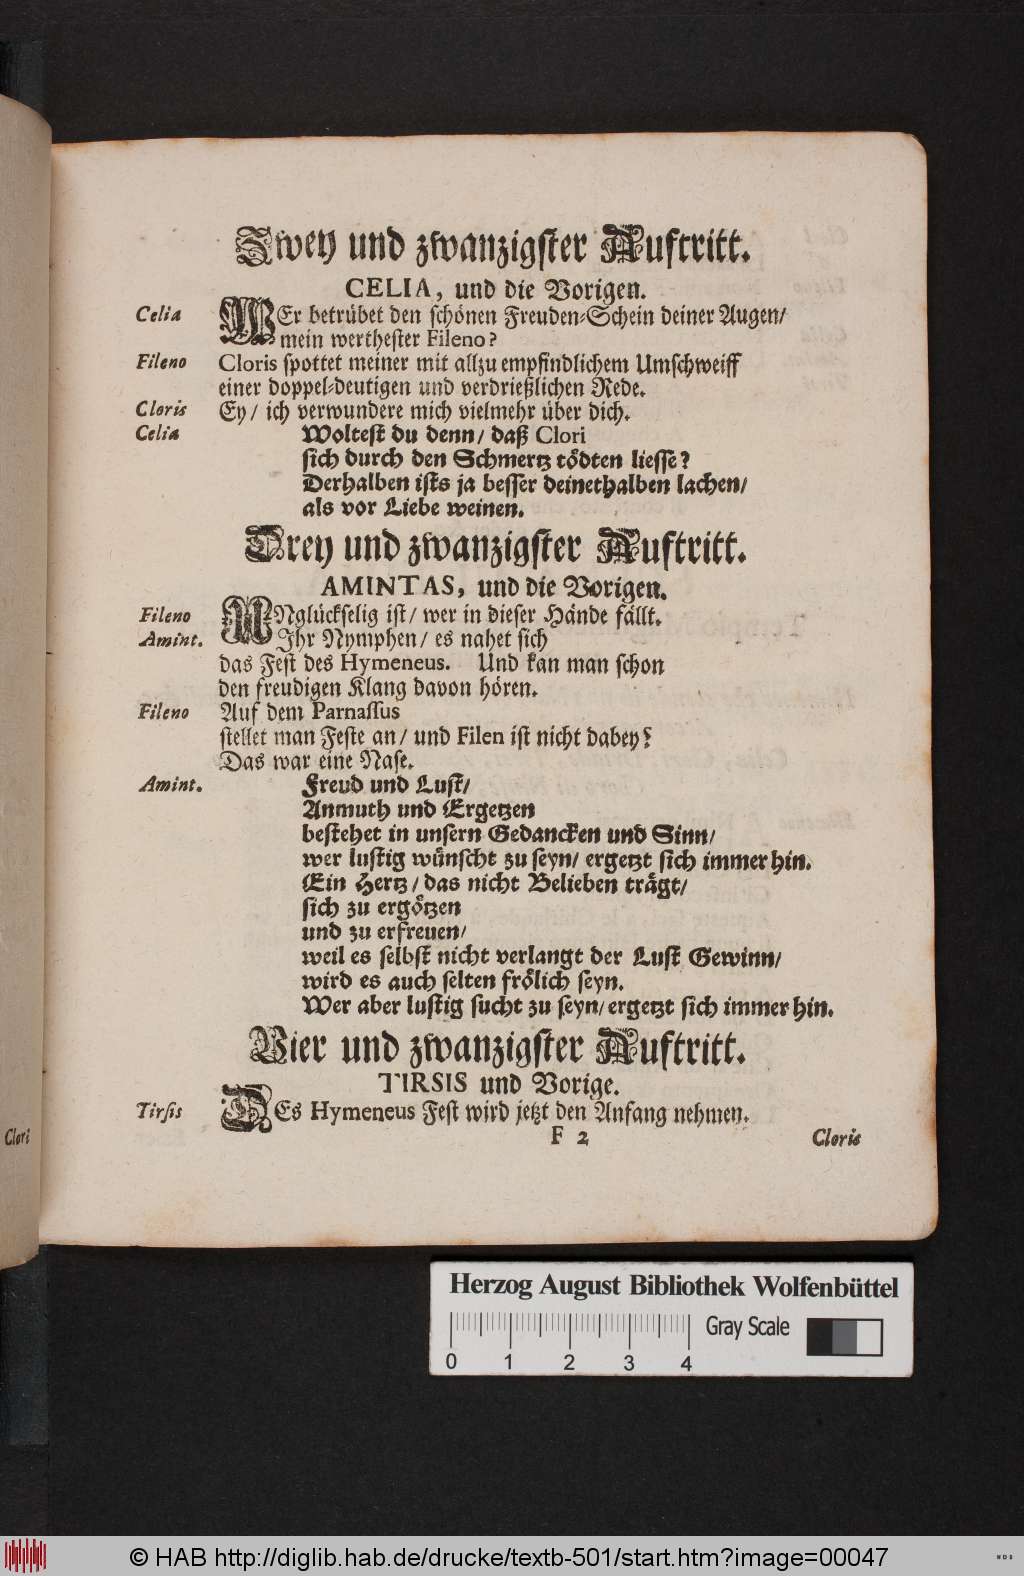 Zwey und zwanzigster Auftritt.
CELIA, und die Vorigen.
Celia WEr betrübet den schönen Freuden-Schein deiner Augen/
mein werthester Fileno?
Fileno Cloris spottet meiner mit allzu empfindlichem Umschweiff
einer doppel-deutigen und verdrießlichen Rede.
Cloris Ey/ ich verwundere mich vielmehr über dich.
Celia Woltest du denn/ daß Clori
sich durch den Schmertz tödten liesse?
Derhalben ists ja besser deinethalben lachen/
als vor Liebe weinen.
Drey und zwanzigster Auftritt.
AMINTAS, und die Vorigen.
Fileno UNglückselig ist/ wer in dieser Hände fällt.
Amint. Ihr Nymphen/ es nahet sich
das Fest des Hymeneus. Und kan man schon
den freudigen Klang davon hören.
Fileno Auf dem Parnassus
stellet man Feste an/ und Filen ist nicht dabey?
Das war eine Nase.
Amint. Freud und Lust/
Anmuth und Ergetzen
bestehet in unsern Gedancken und Sinn/
wer lustig wünscht zu seyn/ ergetzt sich immer hin.
Ein Hertz/ das nicht Belieben trägt/
sich zu ergötzen
und zu erfreuen/
weil es selbst nicht verlangt der Lust Gewinn/
wird es auch selten frölich seyn.
Wer aber lustig sucht zu seyn/ ergetzt sich immer hin.
Vier und zwanzigster Auftritt.
TIRSIS und Vorige.
Tirsis DEs Hymeneus Fest wird jetzt den Anfang nehmen.
F 2 Cloris
Clori
Herzog August Bibliothek Wolfenbüttel
0 1 2 3 4 Gray Scale
© HAB http://diglib.hab.de/drucke/textb-501/start.htm?image=00047